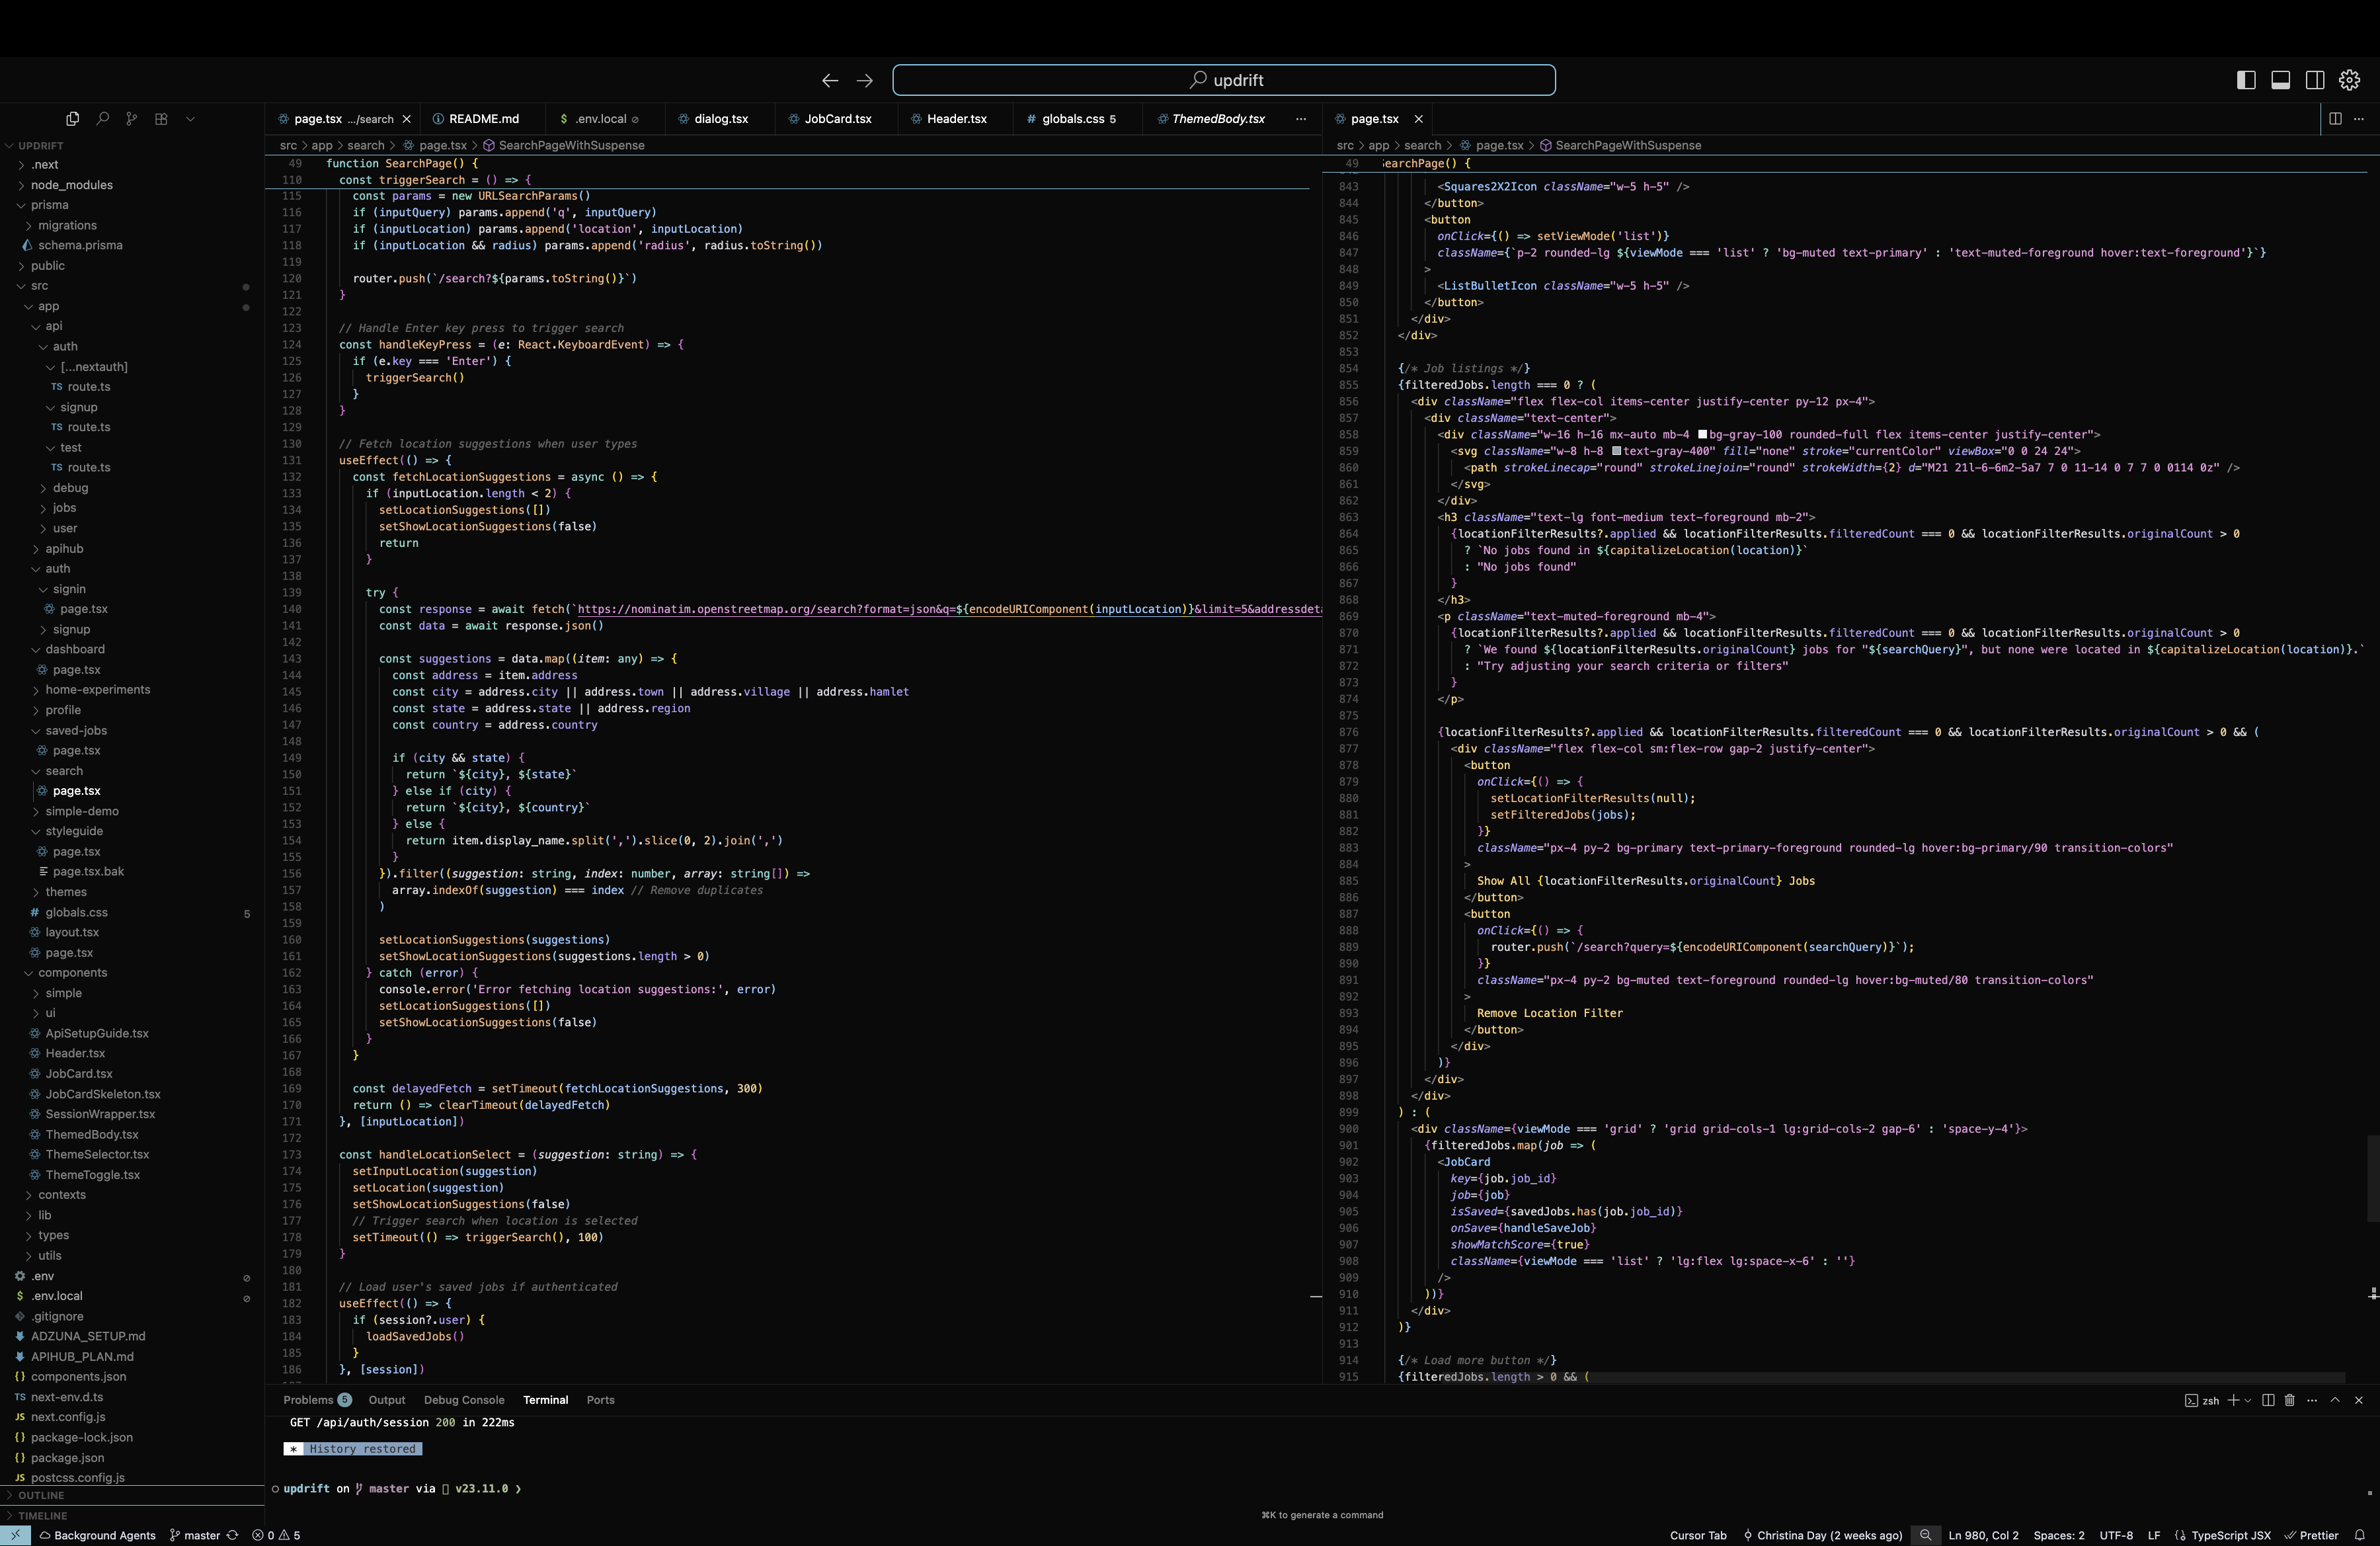 updrift
page.tsx .../search
README.md
$ .env.local
dialog.tsx
JobCard.tsx
Header.tsx
# globals.css 5
ThemedBody.tsx
...
page.tsx
...
UPDRIFT
.next
node_modules
prisma
migrations
schema.prisma
public
src
app
api
auth
[...nextauth]
TS route.ts
signup
TS route.ts
test
TS route.ts
debug
jobs
user
apihub
auth
signin
page.tsx
signup
dashboard
page.tsx
home-experiments
profile
saved-jobs
page.tsx
search
page.tsx
simple-demo
styleguide
page.tsx
page.tsx.bak
themes
# globals.css 5
layout.tsx
page.tsx
components
simple
ui
ApiSetupGuide.tsx
Header.tsx
JobCard.tsx
JobCardSkeleton.tsx
SessionWrapper.tsx
ThemedBody.tsx
ThemeSelector.tsx
ThemeToggle.tsx
contexts
lib
types
utils
.env
$ .env.local
.gitignore
ADZUNA_SETUP.md
APIHUB_PLAN.md
{} components.json
TS next-env.d.ts
JS next.config.js
{} package-lock.json
{} package.json
JS postcss.config.js
OUTLINE
TIMELINE
src > app > search > page.tsx > SearchPageWithSuspense
49 function SearchPage() {
110 const triggerSearch = () => {
115 const params = new URLSearchParams()
116 if (inputQuery) params.append('q', inputQuery)
117 if (inputLocation) params.append('location', inputLocation)
118 if (inputLocation && radius) params.append('radius', radius.toString())
119
120 router.push(`/search?${params.toString()}`)
121 }
122
123 // Handle Enter key press to trigger search
124 const handleKeyPress = (e: React.KeyboardEvent) => {
125 if (e.key === 'Enter') {
126 triggerSearch()
127 }
128 }
129
130 // Fetch location suggestions when user types
131 useEffect(() => {
132 const fetchLocationSuggestions = async () => {
133 if (inputLocation.length < 2) {
134 setLocationSuggestions([])
135 setShowLocationSuggestions(false)
136 return
137 }
138
139 try {
140 const response = await fetch(`https://nominatim.openstreetmap.org/search?format=json&q=${encodeURIComponent(inputLocation)}&limit=5&addressdeta
141 const data = await response.json()
142
143 const suggestions = data.map((item: any) => {
144 const address = item.address
145 const city = address.city || address.town || address.village || address.hamlet
146 const state = address.state || address.region
147 const country = address.country
148
149 if (city && state) {
150 return `${city}, ${state}`
151 } else if (city) {
152 return `${city}, ${country}`
153 } else {
154 return item.display_name.split(',').slice(0, 2).join(',')
155 }
156 }).filter((suggestion: string, index: number, array: string[]) =>
157 array.indexOf(suggestion) === index // Remove duplicates
158 )
159
160 setLocationSuggestions(suggestions)
161 setShowLocationSuggestions(suggestions.length > 0)
162 } catch (error) {
163 console.error('Error fetching location suggestions:', error)
164 setLocationSuggestions([])
165 setShowLocationSuggestions(false)
166 }
167 }
168
169 const delayedFetch = setTimeout(fetchLocationSuggestions, 300)
170 return () => clearTimeout(delayedFetch)
171 }, [inputLocation])
172
173 const handleLocationSelect = (suggestion: string) => {
174 setInputLocation(suggestion)
175 setLocation(suggestion)
176 setShowLocationSuggestions(false)
177 // Trigger search when location is selected
178 setTimeout(() => triggerSearch(), 100)
179 }
180
181 // Load user's saved jobs if authenticated
182 useEffect(() => {
183 if (session?.user) {
184 loadSavedJobs()
185 }
186 }, [session])
src > app > search > page.tsx > SearchPageWithSuspense
49 SearchPage() {
843 <Squares2X2Icon className="w-5 h-5" />
844 </button>
845 <button
846 onClick={() => setViewMode('list')}
847 className={`p-2 rounded-lg ${viewMode === 'list' ? 'bg-muted text-primary' : 'text-muted-foreground hover:text-foreground'}`}
848 >
849 <ListBulletIcon className="w-5 h-5" />
850 </button>
851 </div>
852 </div>
853
854 {/* Job listings */}
855 {filteredJobs.length === 0 ? (
856 <div className="flex flex-col items-center justify-center py-12 px-4">
857 <div className="text-center">
858 <div className="w-16 h-16 mx-auto mb-4 bg-gray-100 rounded-full flex items-center justify-center">
859 <svg className="w-8 h-8 text-gray-400" fill="none" stroke="currentColor" viewBox="0 0 24 24">
860 <path strokeLinecap="round" strokeLinejoin="round" strokeWidth={2} d="M21 21l-6-6m2-5a7 7 0 11-14 0 7 7 0 0114 0z" />
861 </svg>
862 </div>
863 <h3 className="text-lg font-medium text-foreground mb-2">
864 {locationFilterResults?.applied && locationFilterResults.filteredCount === 0 && locationFilterResults.originalCount > 0
865 ? `No jobs found in ${capitalizeLocation(location)}`
866 : "No jobs found"
867 }
868 </h3>
869 <p className="text-muted-foreground mb-4">
870 {locationFilterResults?.applied && locationFilterResults.filteredCount === 0 && locationFilterResults.originalCount > 0
871 ? `We found ${locationFilterResults.originalCount} jobs for "${searchQuery}", but none were located in ${capitalizeLocation(location)}.`
872 : "Try adjusting your search criteria or filters"
873 }
874 </p>
875
876 {locationFilterResults?.applied && locationFilterResults.filteredCount === 0 && locationFilterResults.originalCount > 0 && (
877 <div className="flex flex-col sm:flex-row gap-2 justify-center">
878 <button
879 onClick={() => {
880 setLocationFilterResults(null);
881 setFilteredJobs(jobs);
882 }}
883 className="px-4 py-2 bg-primary text-primary-foreground rounded-lg hover:bg-primary/90 transition-colors"
884 >
885 Show All {locationFilterResults.originalCount} Jobs
886 </button>
887 <button
888 onClick={() => {
889 router.push(`/search?query=${encodeURIComponent(searchQuery)}`);
890 }}
891 className="px-4 py-2 bg-muted text-foreground rounded-lg hover:bg-muted/80 transition-colors"
892 >
893 Remove Location Filter
894 </button>
895 </div>
896 )}
897 </div>
898 </div>
899 ) : (
900 <div className={viewMode === 'grid' ? 'grid grid-cols-1 lg:grid-cols-2 gap-6' : 'space-y-4'}>
901 {filteredJobs.map(job => (
902 <JobCard
903 key={job.job_id}
904 job={job}
905 isSaved={savedJobs.has(job.job_id)}
906 onSave={handleSaveJob}
907 showMatchScore={true}
908 className={viewMode === 'list' ? 'lg:flex lg:space-x-6' : ''}
909 />
910 ))}
911 </div>
912 )}
913
914 {/* Load more button */}
915 {filteredJobs.length > 0 && (
Problems 5 Output Debug Console Terminal Ports
zsh
GET /api/auth/session 200 in 222ms
* History restored
updrift on master via v23.11.0 ❯
⌘K to generate a command
Background Agents master 0 5
Cursor Tab Christina Day (2 weeks ago) Ln 980, Col 2 Spaces: 2 UTF-8 LF TypeScript JSX Prettier